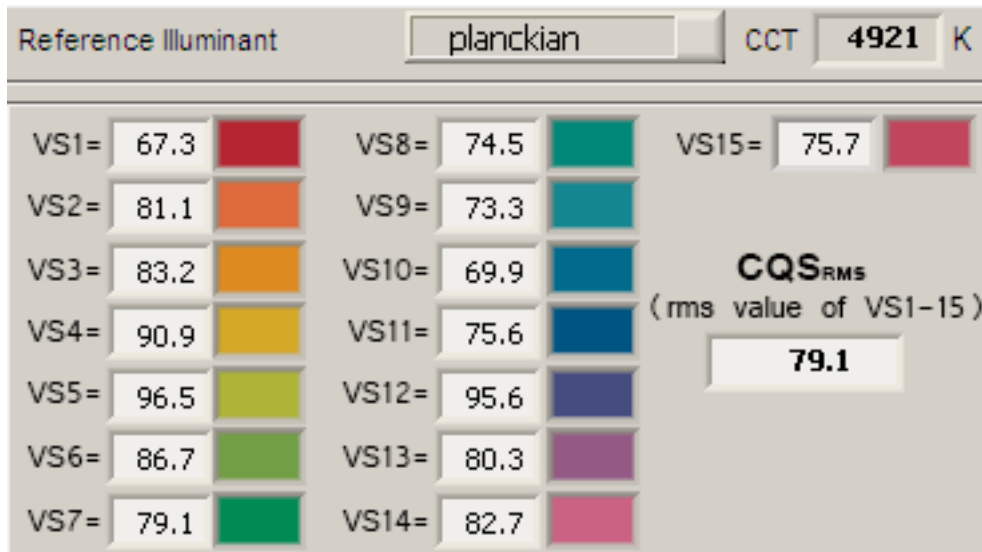 Reference Illuminant planckian CCT 4921 K
VS1= 67.3 VS8= 74.5 VS15= 75.7
VS2= 81.1 VS9= 73.3
VS3= 83.2 VS10= 69.9 CQSRMS
VS4= 90.9 VS11= 75.6 (rms value of VS1-15)
VS5= 96.5 VS12= 95.6 79.1
VS6= 86.7 VS13= 80.3
VS7= 79.1 VS14= 82.7